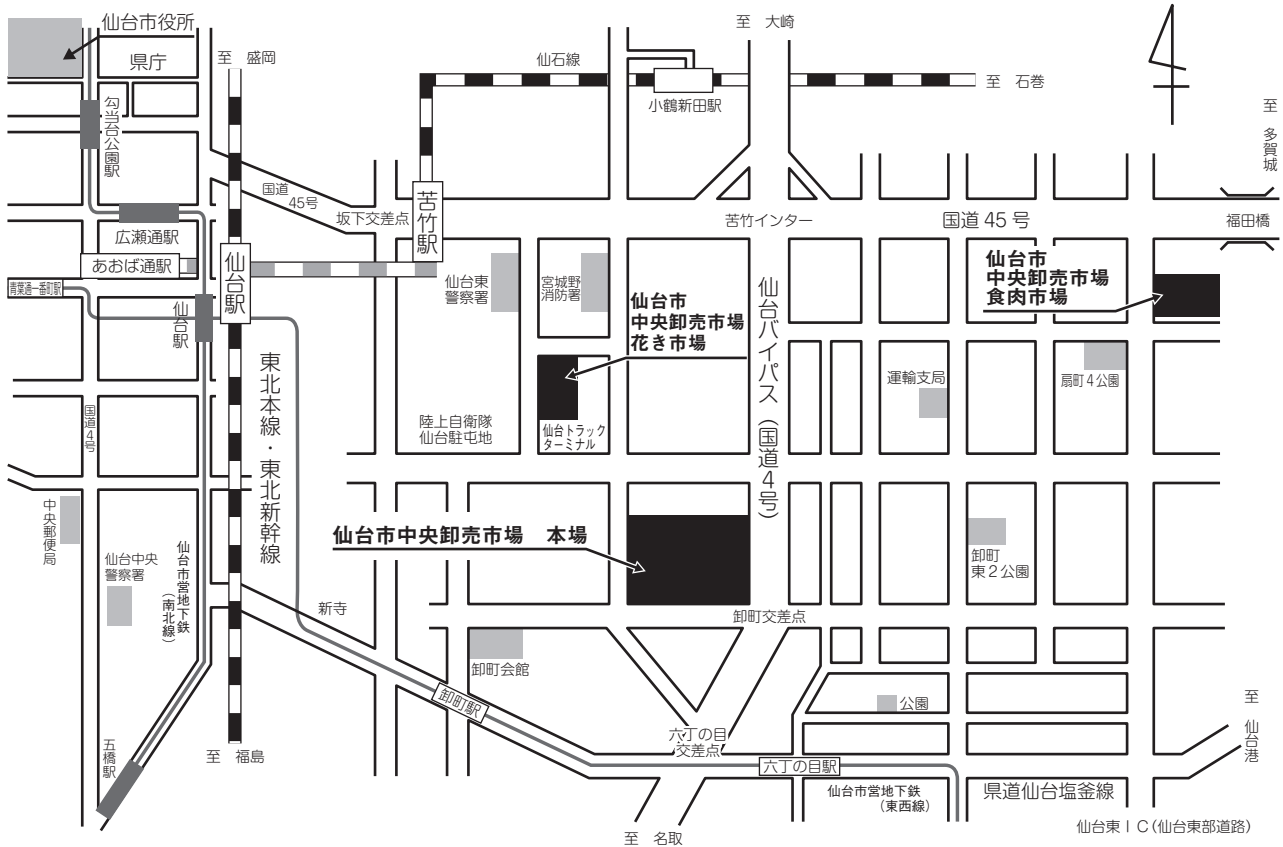 仙台市役所
県庁
至　盛岡
仙石線
至　大崎
小鶴新田駅
至　石巻
至　多賀城
勾当台公園駅
国道
45号
坂下交差点
苦竹駅
苦竹インター
国道 45 号
福田橋
広瀬通駅
あおば通駅
仙台駅
青葉通一番町駅
仙台駅
仙台東
警察署
宮城野
消防署
仙台市
中央卸売市場
花き市場
仙台バイパス（国道4号）
仙台市
中央卸売市場
食肉市場
東北本線・東北新幹線
国道4号
陸上自衛隊
仙台駐屯地
仙台トラック
ターミナル
運輸支局
扇町４公園
中央郵便局
仙台中央
警察署
仙台市営地下鉄
（南北線）
仙台市中央卸売市場　本場
卸町
東２公園
新寺
卸町交差点
卸町会館
卸町駅
公園
六丁の目
交差点
六丁の目駅
至　仙台港
五橋駅
至　福島
仙台市営地下鉄
（東西線）
県道仙台塩釜線
至　名取
仙台東ＩＣ(仙台東部道路)